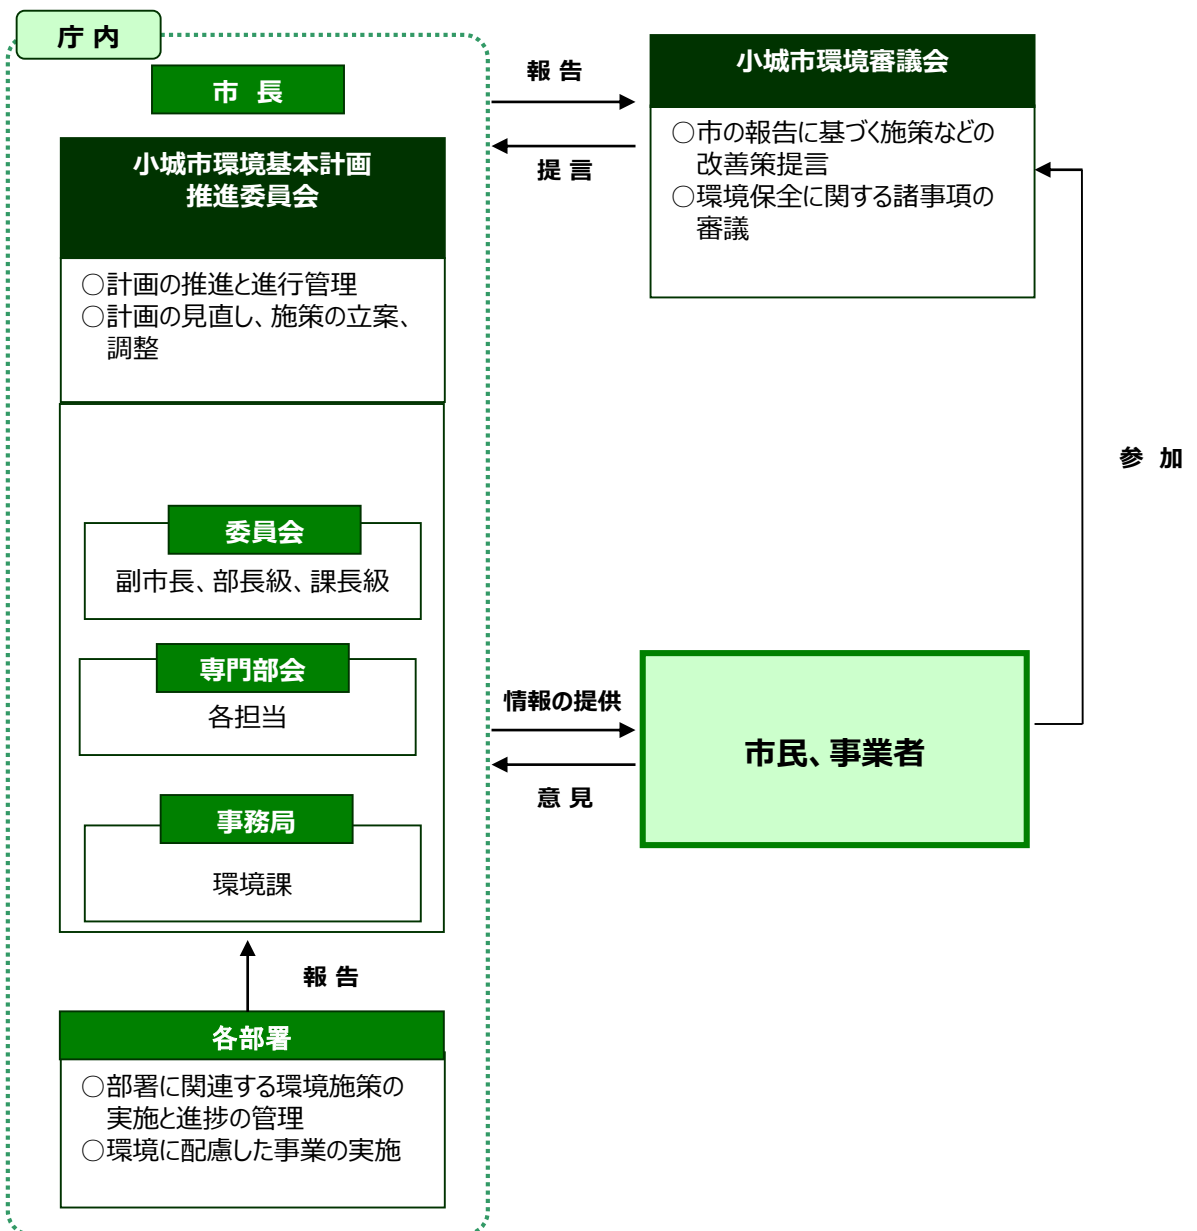 庁 内
市 長
小城市環境基本計画
推進委員会
○計画の推進と進行管理
○計画の見直し、施策の立案、
調整
委員会
副市長、部長級、課長級
専門部会
各担当
事務局
環境課
報 告
各部署
○部署に関連する環境施策の
実施と進捗の管理
○環境に配慮した事業の実施
報 告
提 言
小城市環境審議会
○市の報告に基づく施策などの
改善策提言
○環境保全に関する諸事項の
審議
参 加
情報の提供
意 見
市民、事業者